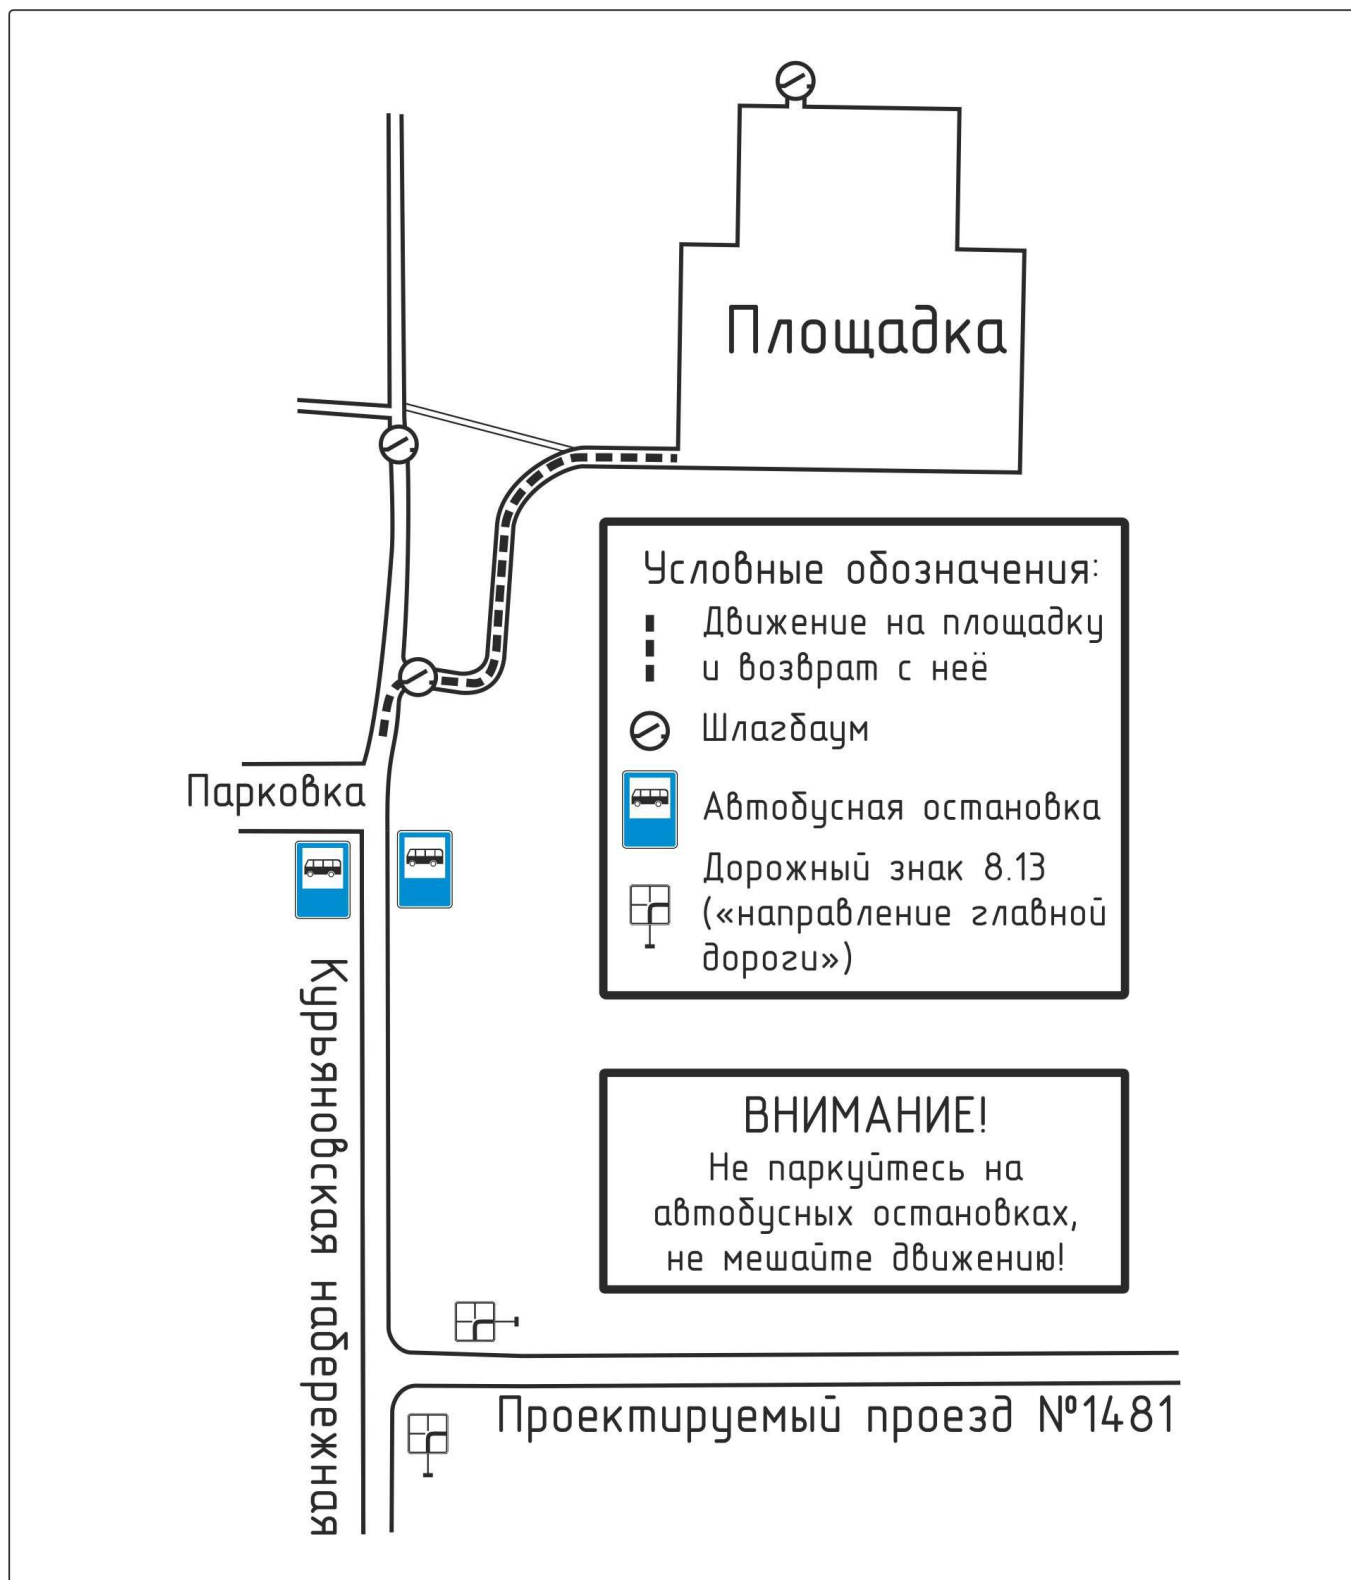 Площадка
Условные обозначения:
Движение на площадку
и возврат с неё
Шлагбаум
Автобусная остановка
Дорожный знак 8.13
(«направление главной
дороги»)
Парковка
Курьяновская набережная
ВНИМАНИЕ!
Не паркуйтесь на
автобусных остановках,
не мешайте движению!
Проектируемый проезд №1481